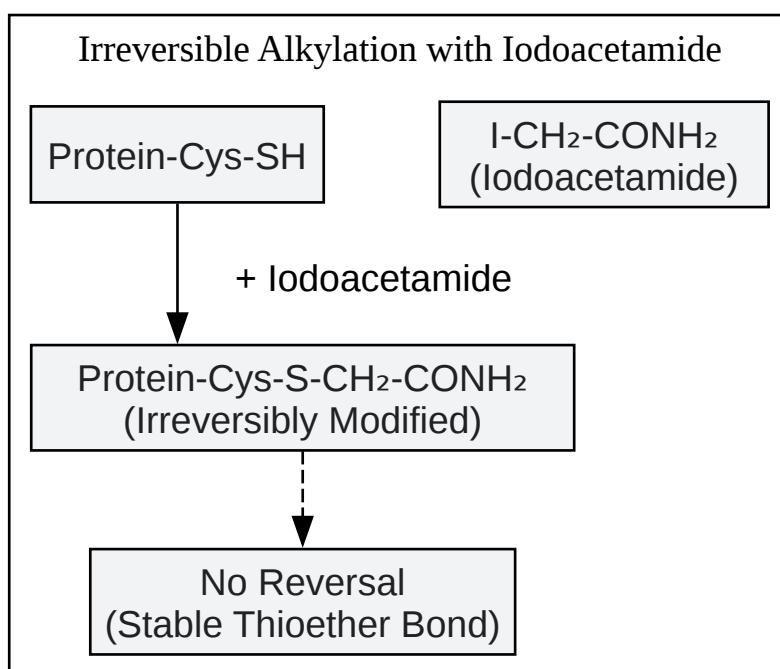 Irreversible Alkylation with Iodoacetamide
Protein-Cys-SH
I-CH₂-CONH₂
(Iodoacetamide)
+ Iodoacetamide
Protein-Cys-S-CH₂-CONH₂
(Irreversibly Modified)
No Reversal
(Stable Thioether Bond)